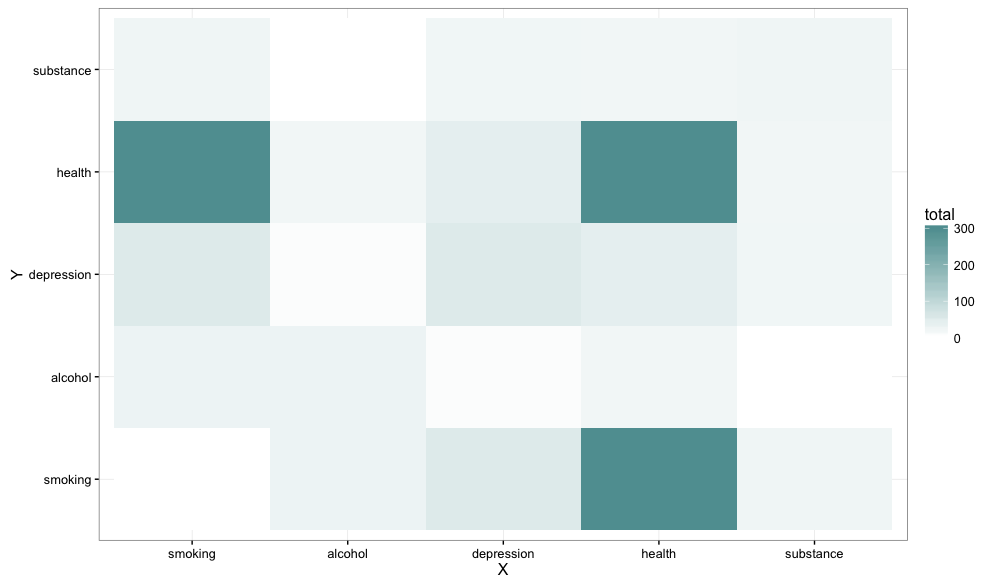 substance
health
depression
alcohol
smoking
Y
smoking
alcohol
depression
health
substance
X
total
300
200
100
0